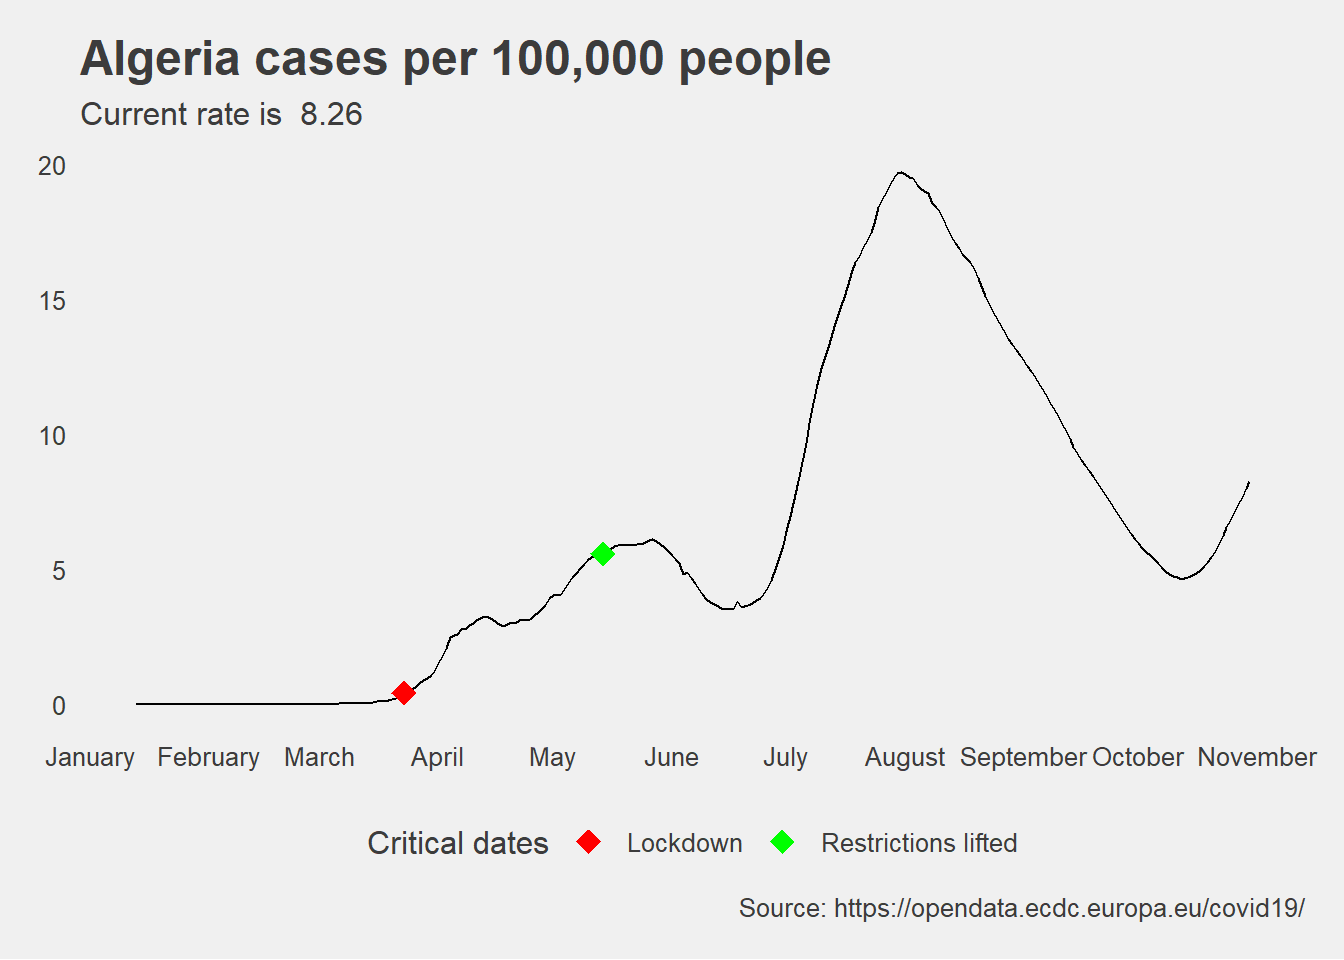 Algeria cases per 100,000 people
Current rate is  8.26
20
15
10
5
0
January February March April May June July August September October November
Critical dates Lockdown Restrictions lifted
Source: https://opendata.ecdc.europa.eu/covid19/